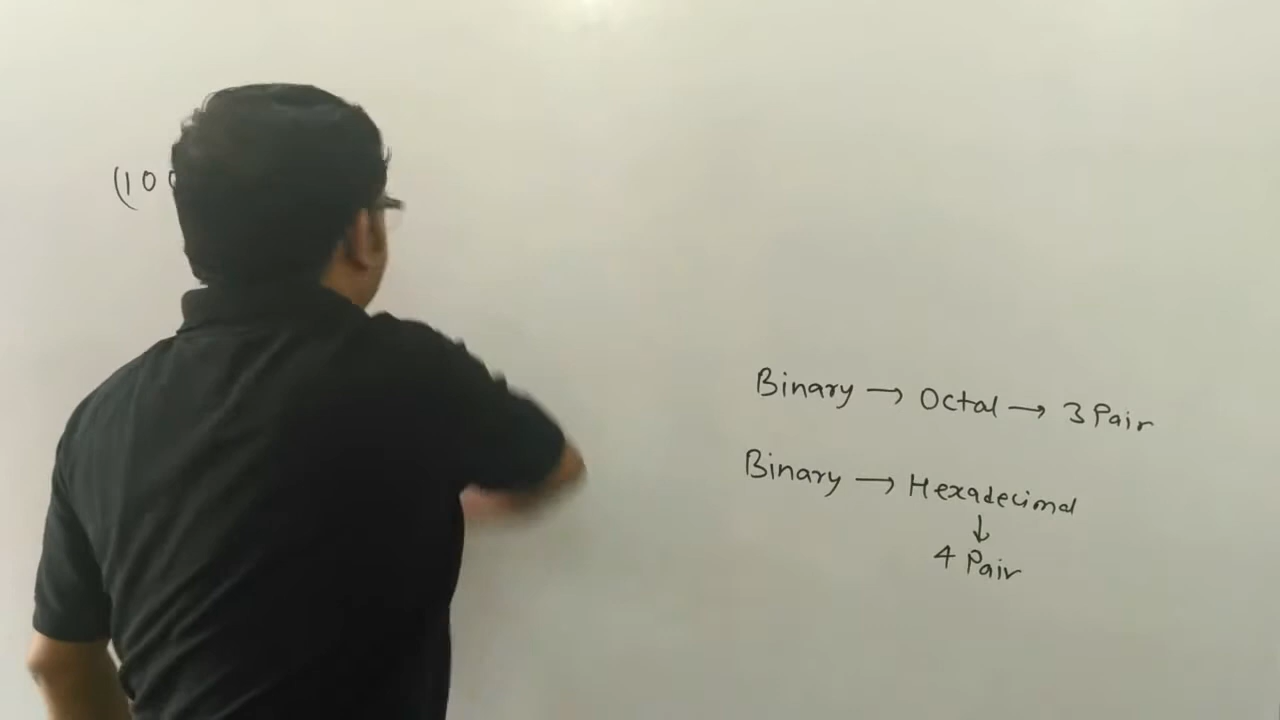 (10
Binary → Octal → 3 Pair
Binary → Hexadecimal
↓
4 Pair